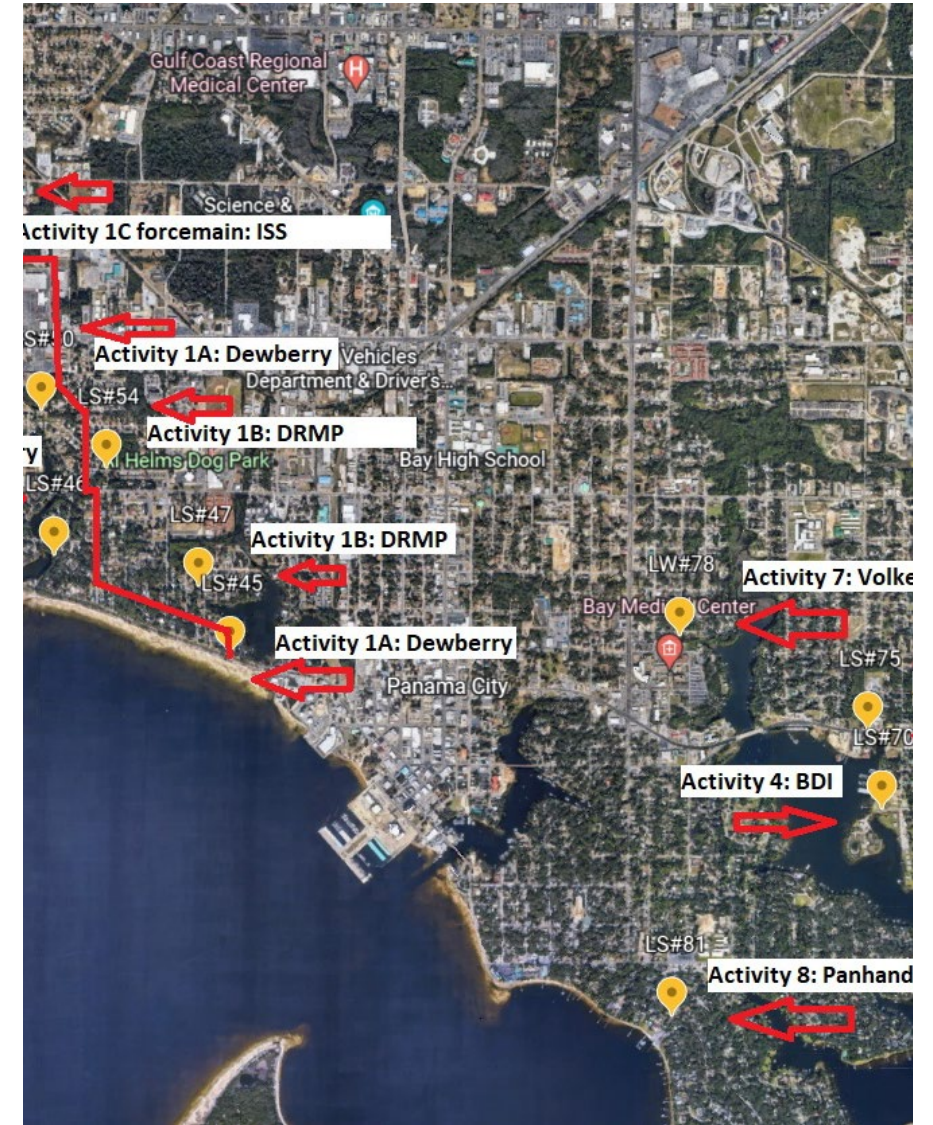 Gulf Coast Regional
Medical Center
H
Science &
Activity 1C forcemain: ISS
Activity 1A: Dewberry
Vehicles
Department & Driver's...
LS#54
Activity 1B: DRMP
ry
Al Helms Dog Park
Bay High School
LS#46
LS#47
Activity 1B: DRMP
LS#45
LW#78
Activity 7: Volke
Bay Medical Center
Activity 1A: Dewberry
LS#75
Panama City
LS#70
Activity 4: BDI
LS#81
Activity 8: Panhand